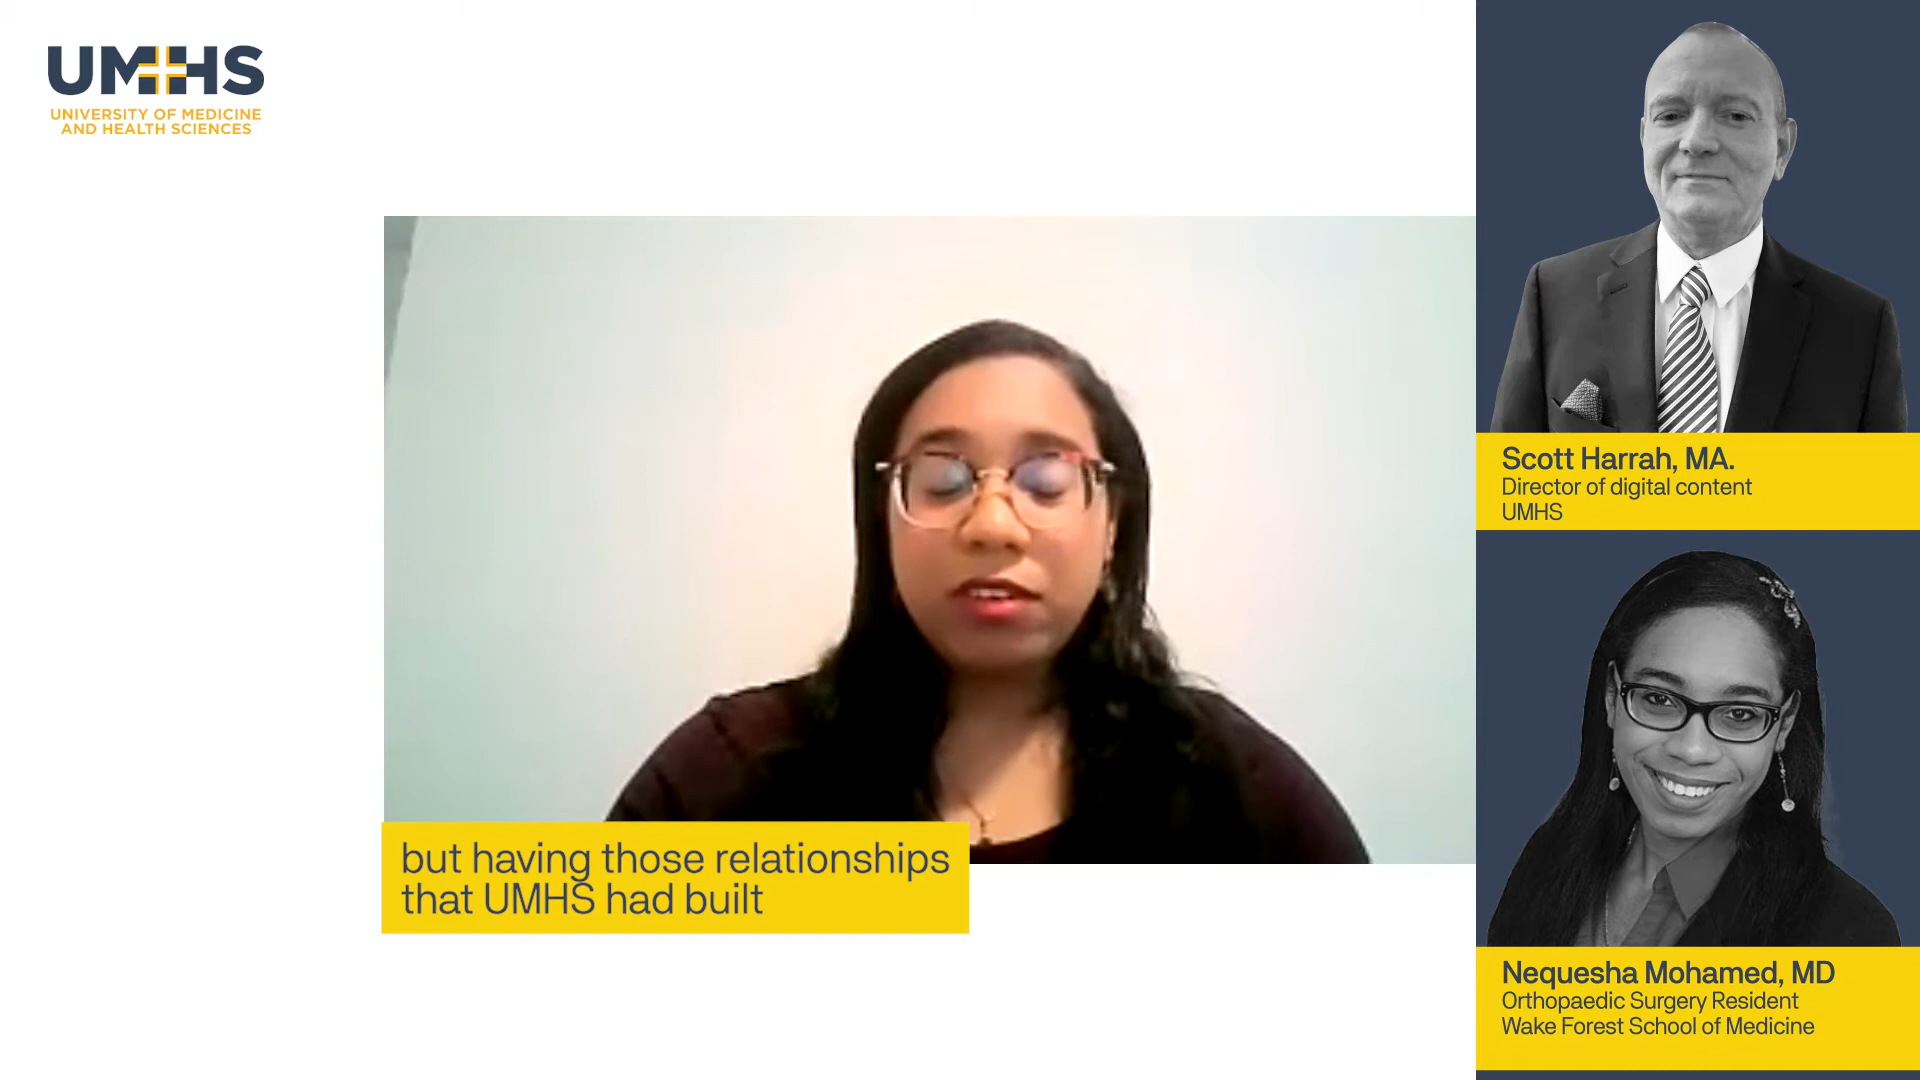 UMHS
UNIVERSITY OF MEDICINE
AND HEALTH SCIENCES
but having those relationships
that UMHS had built
Scott Harrah, MA.
Director of digital content
UMHS
Nequesha Mohamed, MD
Orthopaedic Surgery Resident
Wake Forest School of Medicine